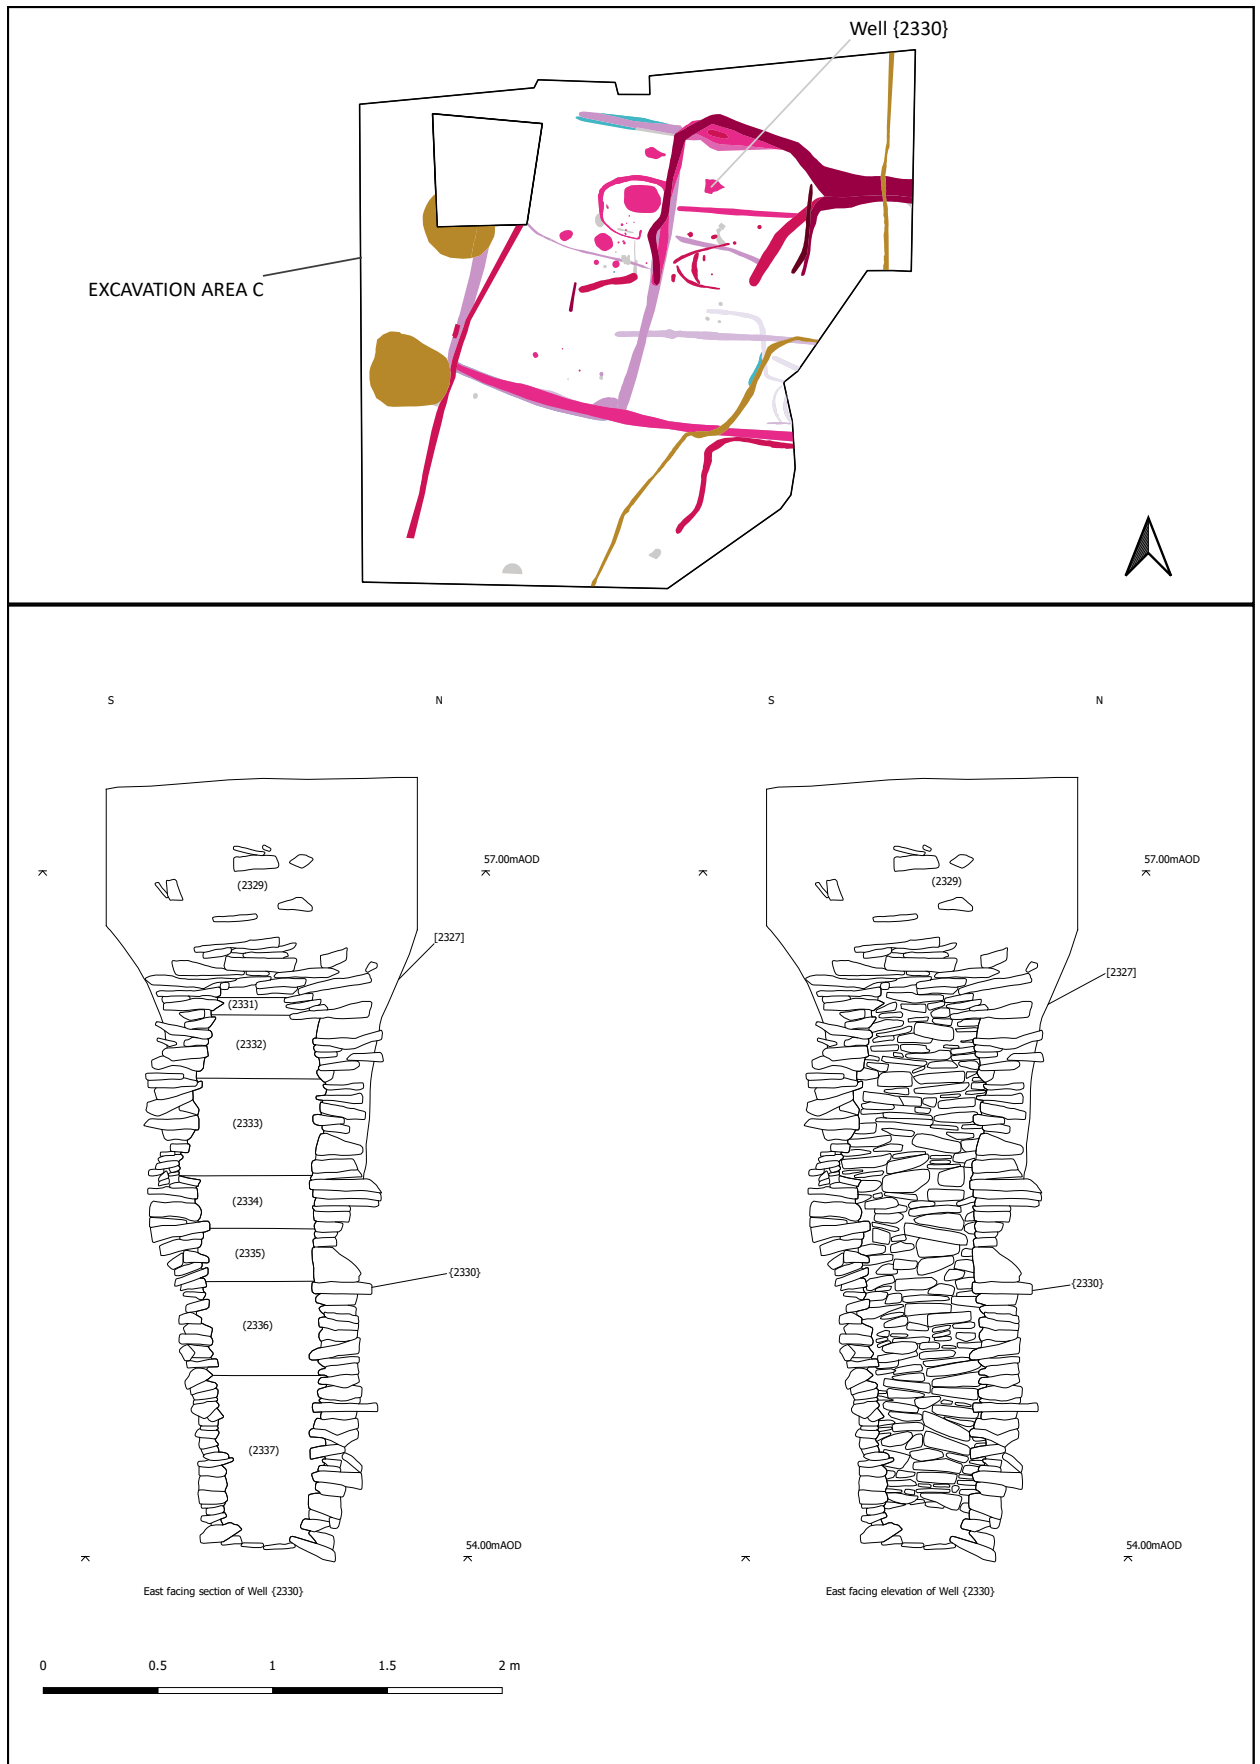 Well {2330}
EXCAVATION AREA C
S N S N
57.00mAOD 57.00mAOD
(2329) (2329)
[2327] [2327]
(2331)
(2332)
(2333)
(2334)
(2335)
{2330} {2330}
(2336)
(2337)
54.00mAOD 54.00mAOD
East facing section of Well {2330} East facing elevation of Well {2330}
0 0.5 1 1.5 2 m